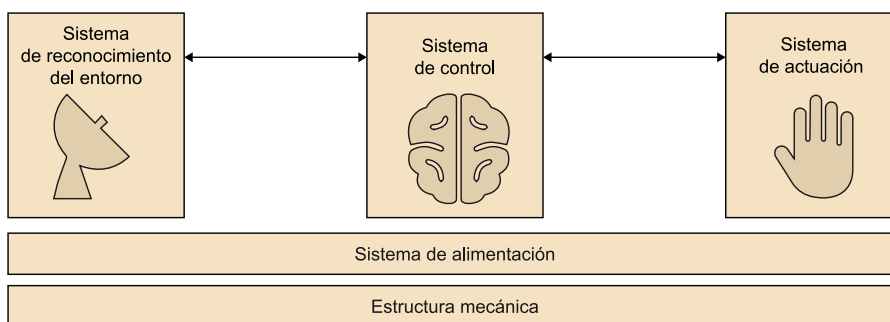 Sistema
de reconocimiento
del entorno
Sistema
de control
Sistema
de actuación
Sistema de alimentación
Estructura mecánica